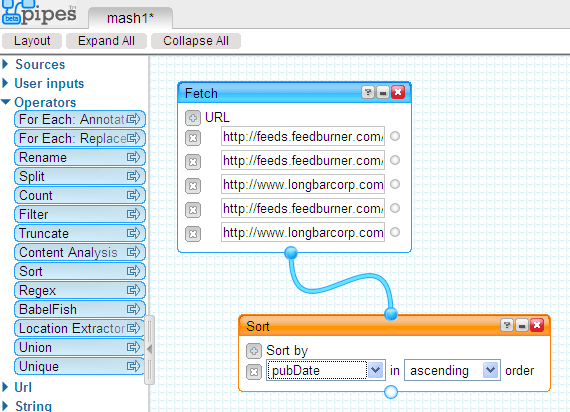 beta pipes™
mash1*
Layout Expand All Collapse All
Sources
User inputs
Operators
For Each: Annotat
For Each: Replace
Rename
Split
Count
Filter
Truncate
Content Analysis
Sort
Regex
BabelFish
Location Extractor
Union
Unique
Url
String
Fetch ?
URL
http://feeds.feedburner.com/
http://feeds.feedburner.com/
http://www.longbarcorp.com
http://feeds.feedburner.com/
http://www.longbarcorp.com
Sort ?
Sort by
pubDate in ascending order